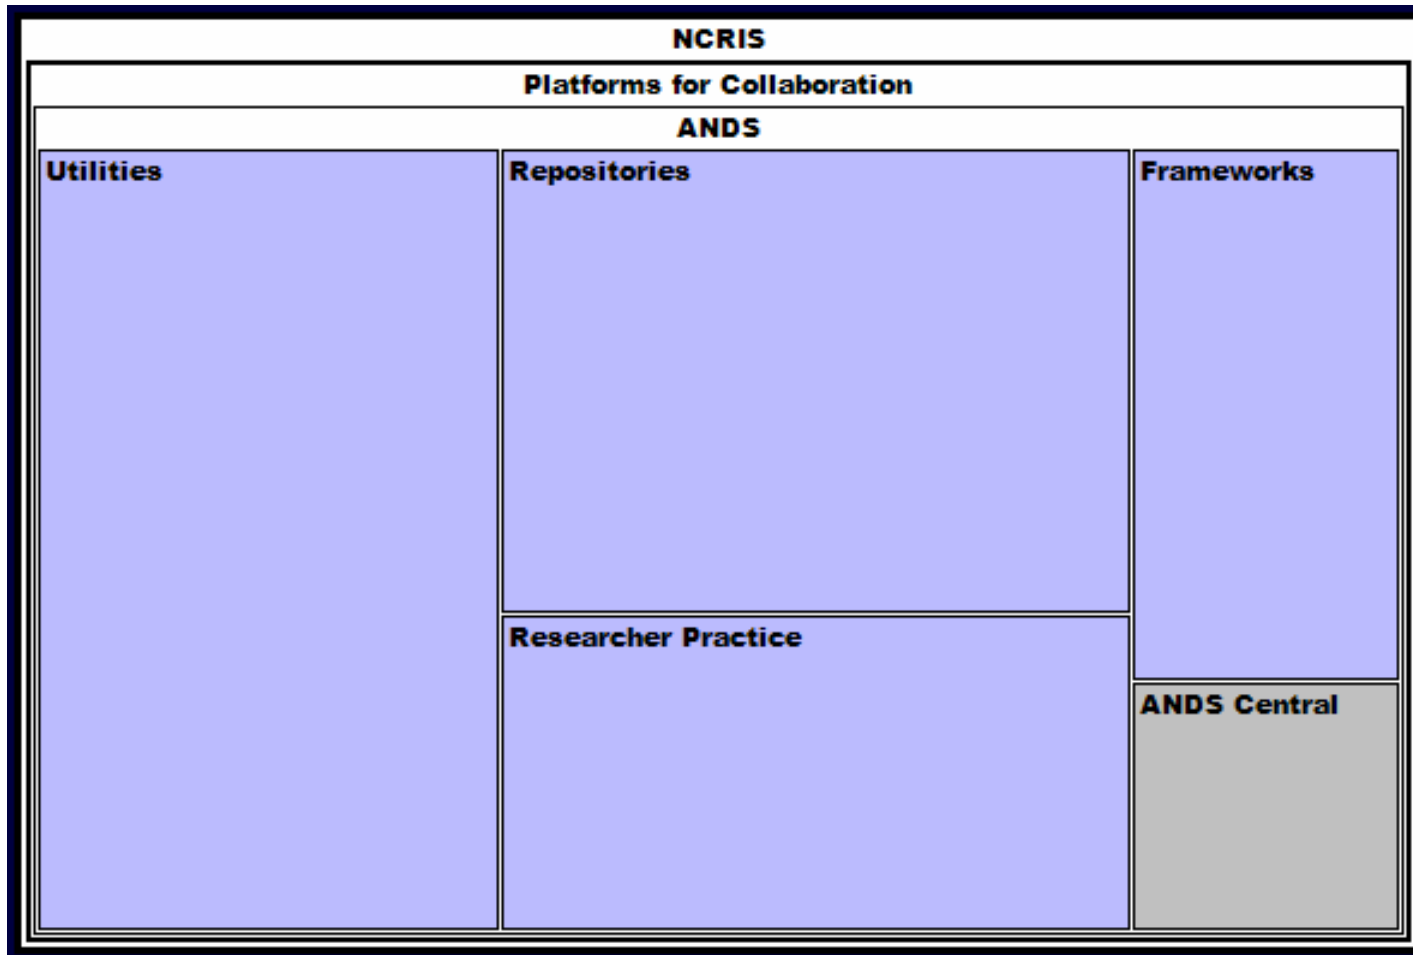 NCRIS
Platforms for Collaboration
ANDS
Utilities
Repositories
Frameworks
Researcher Practice
ANDS Central